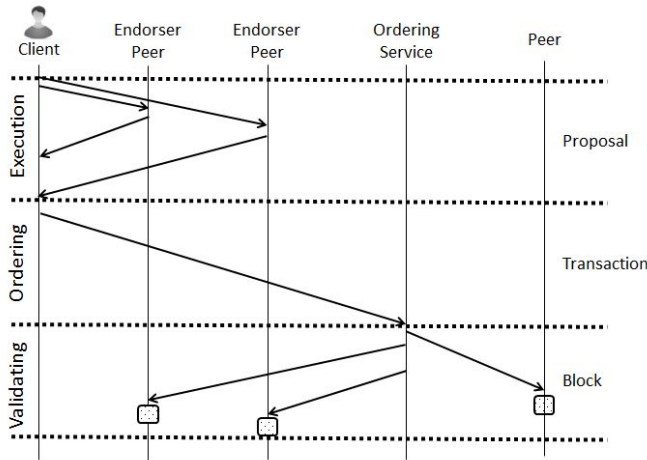 Client
Endorser
Peer
Endorser
Peer
Ordering
Service
Peer
Execution
Proposal
Ordering
Transaction
Validating
Block